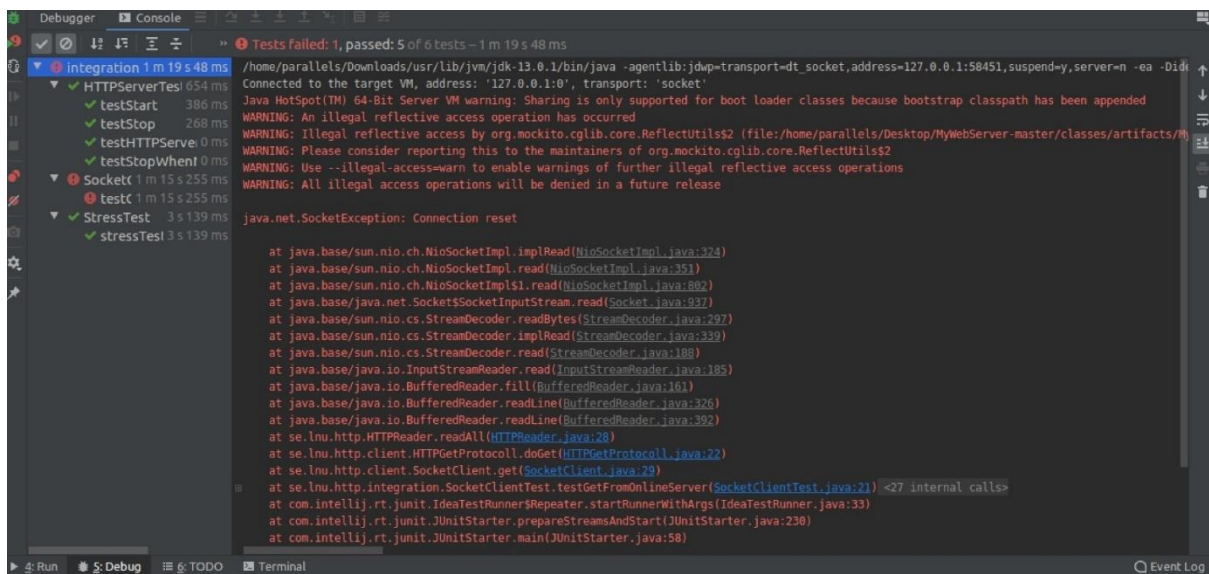 Debugger Console
Tests failed: 1, passed: 5 of 6 tests – 1 m 19 s 48 ms
integration 1 m 19 s 48 ms
HTTPServerTes 654 ms
testStart 386 ms
testStop 268 ms
testHTTPServe 0 ms
testStopWhen 0 ms
Socket 1 m 15 s 255 ms
test 1 m 15 s 255 ms
StressTest 3 s 139 ms
stressTes 3 s 139 ms
/home/parallels/Downloads/usr/lib/jvm/jdk-13.0.1/bin/java -agentlib:jdwp=transport=dt_socket,address=127.0.0.1:58451,suspend=y,server=n -ea -Dide
Connected to the target VM, address: '127.0.0.1:0', transport: 'socket'
Java HotSpot(TM) 64-Bit Server VM warning: Sharing is only supported for boot loader classes because bootstrap classpath has been appended
WARNING: An illegal reflective access operation has occurred
WARNING: Illegal reflective access by org.mockito.cglib.core.ReflectUtils$2 (file:/home/parallels/Desktop/MyWebServer-master/classes/artifacts/My
WARNING: Please consider reporting this to the maintainers of org.mockito.cglib.core.ReflectUtils$2
WARNING: Use --illegal-access=warn to enable warnings of further illegal reflective access operations
WARNING: All illegal access operations will be denied in a future release
java.net.SocketException: Connection reset
at java.base/sun.nio.ch.NioSocketImpl.implRead(NioSocketImpl.java:324)
at java.base/sun.nio.ch.NioSocketImpl.read(NioSocketImpl.java:351)
at java.base/sun.nio.ch.NioSocketImpl$1.read(NioSocketImpl.java:802)
at java.base/java.net.Socket$SocketInputStream.read(Socket.java:937)
at java.base/sun.nio.cs.StreamDecoder.readBytes(StreamDecoder.java:297)
at java.base/sun.nio.cs.StreamDecoder.implRead(StreamDecoder.java:339)
at java.base/sun.nio.cs.StreamDecoder.read(StreamDecoder.java:188)
at java.base/java.io.InputStreamReader.read(InputStreamReader.java:185)
at java.base/java.io.BufferedReader.fill(BufferedReader.java:161)
at java.base/java.io.BufferedReader.readLine(BufferedReader.java:326)
at java.base/java.io.BufferedReader.readLine(BufferedReader.java:392)
at se.lnu.http.HTTPReader.readAll(HTTPReader.java:28)
at se.lnu.http.client.HTTPGetProtocoll.doGet(HTTPGetProtocoll.java:22)
at se.lnu.http.client.SocketClient.get(SocketClient.java:29)
at se.lnu.http.integration.SocketClientTest.testGetFromOnlineServer(SocketClientTest.java:21) <27 internal calls>
at com.intellij.rt.junit.IdeaTestRunner$Repeater.startRunnerWithArgs(IdeaTestRunner.java:33)
at com.intellij.rt.junit.JUnitStarter.prepareStreamsAndStart(JUnitStarter.java:230)
at com.intellij.rt.junit.JUnitStarter.main(JUnitStarter.java:58)
4: Run 5: Debug 6: TODO Terminal Event Log